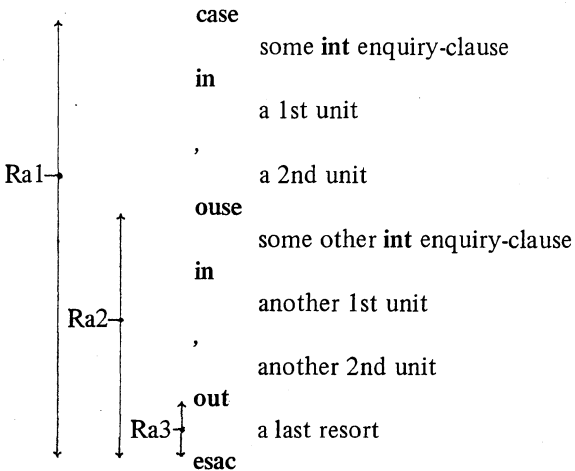 case
some int enquiry-clause
in
a 1st unit
,
Ra1 a 2nd unit
ouse
some other int enquiry-clause
in
another 1st unit
Ra2
,
another 2nd unit
out
Ra3 a last resort
esac